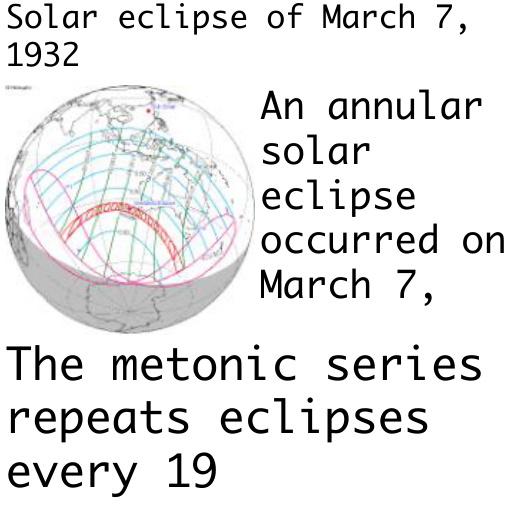 Solar eclipse of March 7,
1932
An annular
solar
eclipse
occurred on
March 7,
The metonic series
repeats eclipses
every 19